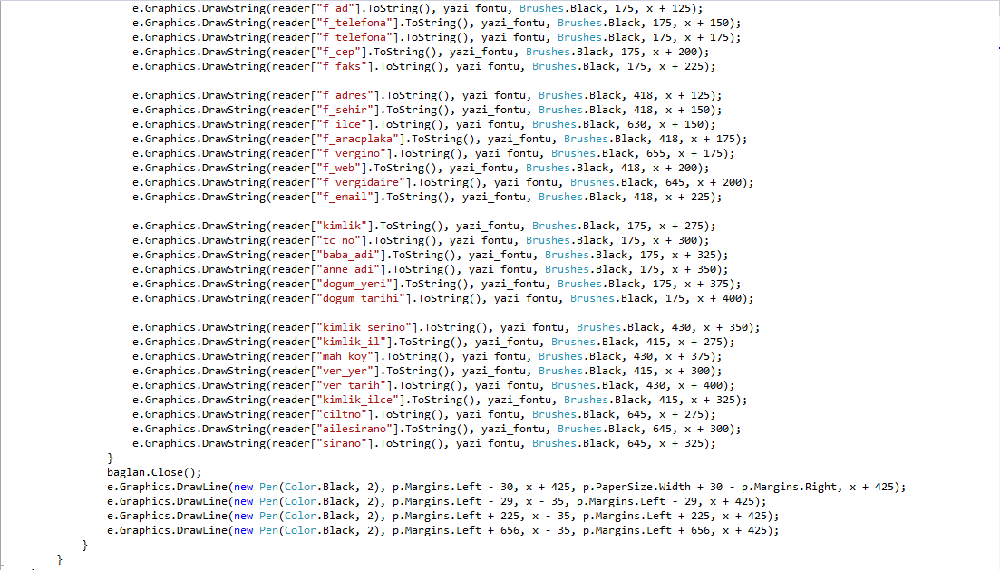 e.Graphics.DrawString(reader["f_ad"].ToString(), yazi_fontu, Brushes.Black, 175, x + 125);
e.Graphics.DrawString(reader["f_telefona"].ToString(), yazi_fontu, Brushes.Black, 175, x + 150);
e.Graphics.DrawString(reader["f_telefona"].ToString(), yazi_fontu, Brushes.Black, 175, x + 175);
e.Graphics.DrawString(reader["f_cep"].ToString(), yazi_fontu, Brushes.Black, 175, x + 200);
e.Graphics.DrawString(reader["f_faks"].ToString(), yazi_fontu, Brushes.Black, 175, x + 225);
e.Graphics.DrawString(reader["f_adres"].ToString(), yazi_fontu, Brushes.Black, 418, x + 125);
e.Graphics.DrawString(reader["f_sehir"].ToString(), yazi_fontu, Brushes.Black, 418, x + 150);
e.Graphics.DrawString(reader["f_ilce"].ToString(), yazi_fontu, Brushes.Black, 630, x + 150);
e.Graphics.DrawString(reader["f_aracplaka"].ToString(), yazi_fontu, Brushes.Black, 418, x + 175);
e.Graphics.DrawString(reader["f_vergino"].ToString(), yazi_fontu, Brushes.Black, 655, x + 175);
e.Graphics.DrawString(reader["f_web"].ToString(), yazi_fontu, Brushes.Black, 418, x + 200);
e.Graphics.DrawString(reader["f_vergidaire"].ToString(), yazi_fontu, Brushes.Black, 645, x + 200);
e.Graphics.DrawString(reader["f_email"].ToString(), yazi_fontu, Brushes.Black, 418, x + 225);
e.Graphics.DrawString(reader["kimlik"].ToString(), yazi_fontu, Brushes.Black, 175, x + 275);
e.Graphics.DrawString(reader["tc_no"].ToString(), yazi_fontu, Brushes.Black, 175, x + 300);
e.Graphics.DrawString(reader["baba_adi"].ToString(), yazi_fontu, Brushes.Black, 175, x + 325);
e.Graphics.DrawString(reader["anne_adi"].ToString(), yazi_fontu, Brushes.Black, 175, x + 350);
e.Graphics.DrawString(reader["dogum_yeri"].ToString(), yazi_fontu, Brushes.Black, 175, x + 375);
e.Graphics.DrawString(reader["dogum_tarihi"].ToString(), yazi_fontu, Brushes.Black, 175, x + 400);
e.Graphics.DrawString(reader["kimlik_serino"].ToString(), yazi_fontu, Brushes.Black, 430, x + 350);
e.Graphics.DrawString(reader["kimlik_il"].ToString(), yazi_fontu, Brushes.Black, 415, x + 275);
e.Graphics.DrawString(reader["mah_koy"].ToString(), yazi_fontu, Brushes.Black, 430, x + 375);
e.Graphics.DrawString(reader["ver_yer"].ToString(), yazi_fontu, Brushes.Black, 415, x + 300);
e.Graphics.DrawString(reader["ver_tarih"].ToString(), yazi_fontu, Brushes.Black, 430, x + 400);
e.Graphics.DrawString(reader["kimlik_ilce"].ToString(), yazi_fontu, Brushes.Black, 415, x + 325);
e.Graphics.DrawString(reader["ciltno"].ToString(), yazi_fontu, Brushes.Black, 645, x + 275);
e.Graphics.DrawString(reader["ailesirano"].ToString(), yazi_fontu, Brushes.Black, 645, x + 300);
e.Graphics.DrawString(reader["sirano"].ToString(), yazi_fontu, Brushes.Black, 645, x + 325);
}
baglan.Close();
e.Graphics.DrawLine(new Pen(Color.Black, 2), p.Margins.Left - 30, x + 425, p.PaperSize.Width + 30 - p.Margins.Right, x + 425);
e.Graphics.DrawLine(new Pen(Color.Black, 2), p.Margins.Left - 29, x - 35, p.Margins.Left - 29, x + 425);
e.Graphics.DrawLine(new Pen(Color.Black, 2), p.Margins.Left + 225, x - 35, p.Margins.Left + 225, x + 425);
e.Graphics.DrawLine(new Pen(Color.Black, 2), p.Margins.Left + 656, x - 35, p.Margins.Left + 656, x + 425);
}
}